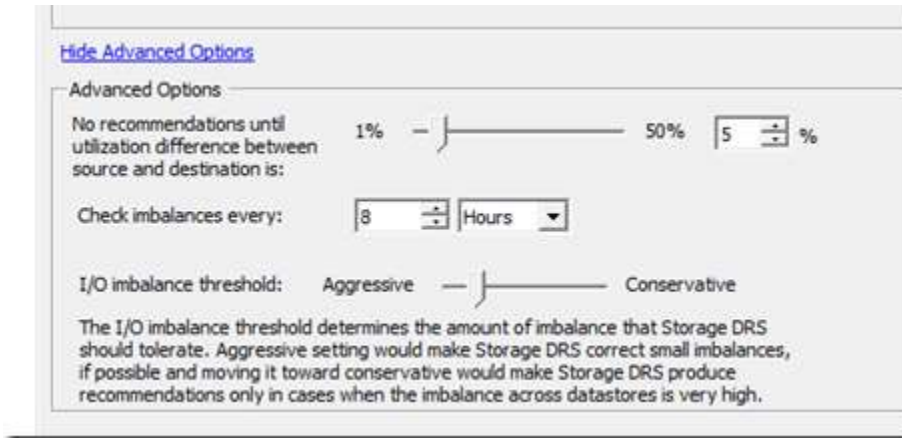 Hide Advanced Options
Advanced Options
No recommendations until
utilization difference between
source and destination is:
1% 50% 5 %
Check imbalances every: 8 Hours
I/O imbalance threshold: Aggressive Conservative
The I/O imbalance threshold determines the amount of imbalance that Storage DRS
should tolerate. Aggressive setting would make Storage DRS correct small imbalances,
if possible and moving it toward conservative would make Storage DRS produce
recommendations only in cases when the imbalance across datastores is very high.